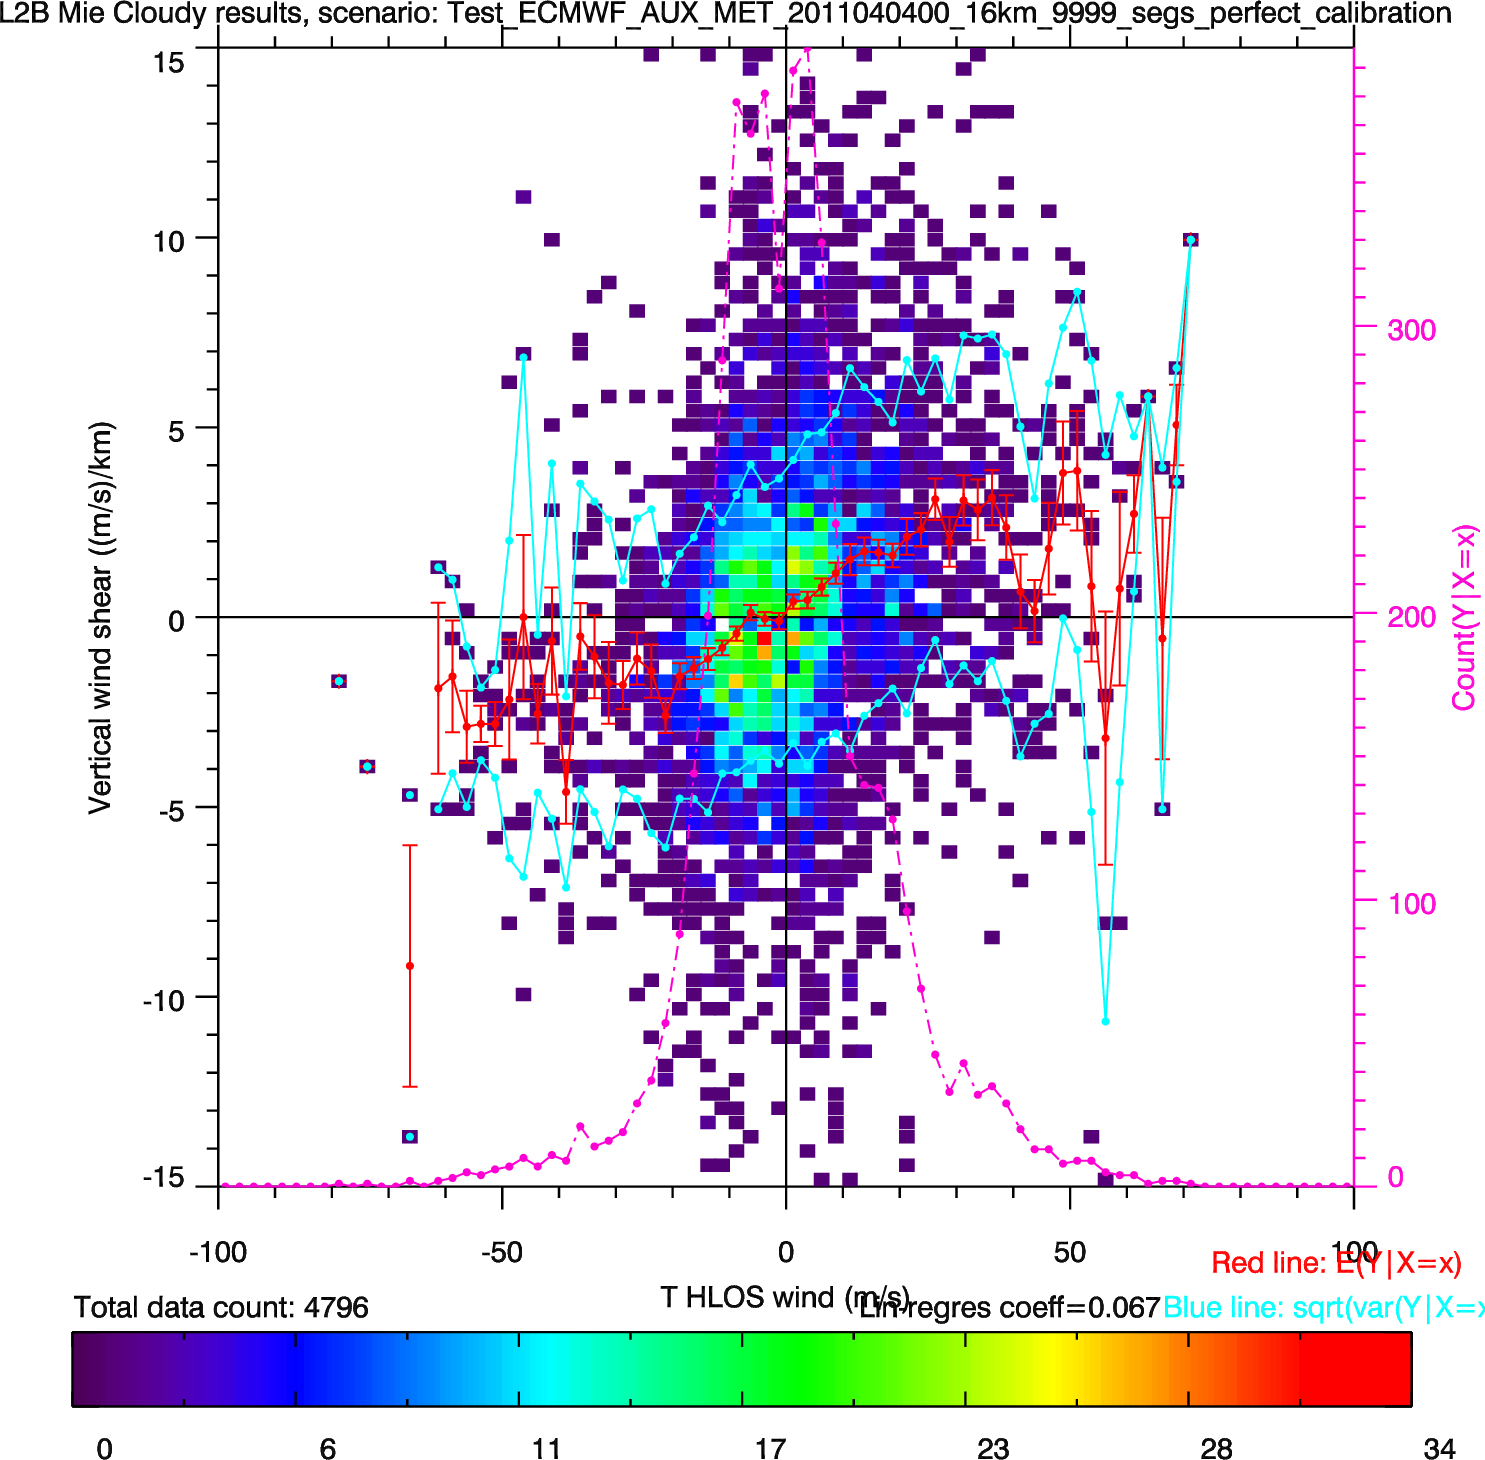 L2B Mie Cloudy results, scenario: Test_ECMWF_AUX_MET_2011040400_16km_9999_segs_perfect_calibration
15
10
5
0
-5
-10
-15
Vertical wind shear ((m/s)/km)
300
200
100
0
Count(Y|X=x)
-100 -50 0 50 100
Red line: E(Y|X=x)
T HLOS wind (m/s)
Total data count: 4796 Lin regres coeff=0.067 Blue line: sqrt(var(Y|X=x
0 6 11 17 23 28 34